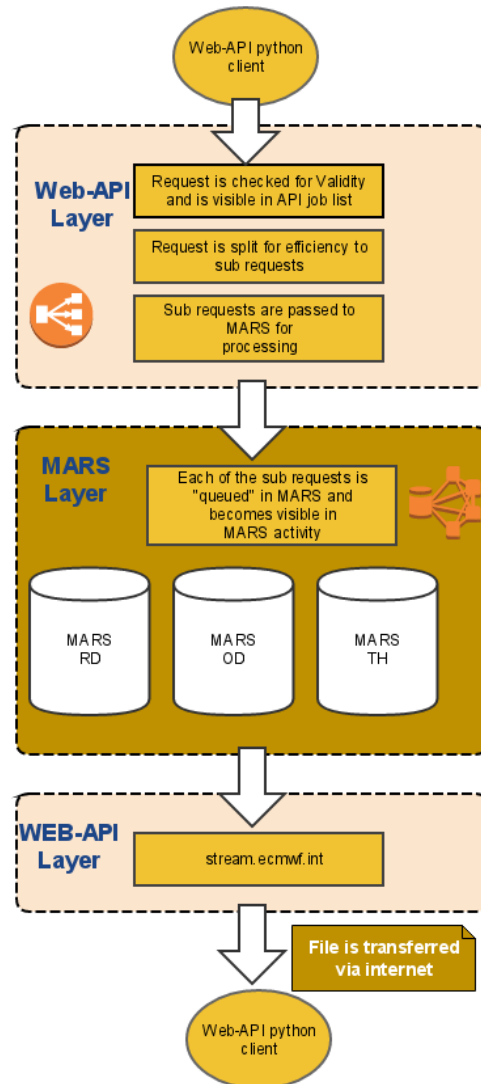 Web-API python
client
Web-API
Layer
Request is checked for Validity
and is visible in API job list
Request is split for efficiency to
sub requests
Sub requests are passed to
MARS for
processing
MARS
Layer
Each of the sub requests is
"queued" in MARS and
becomes visible in
MARS activity
MARS
RD
MARS
OD
MARS
TH
WEB-API
Layer
stream.ecmwf.int
File is transferred
via internet
Web-API python
client